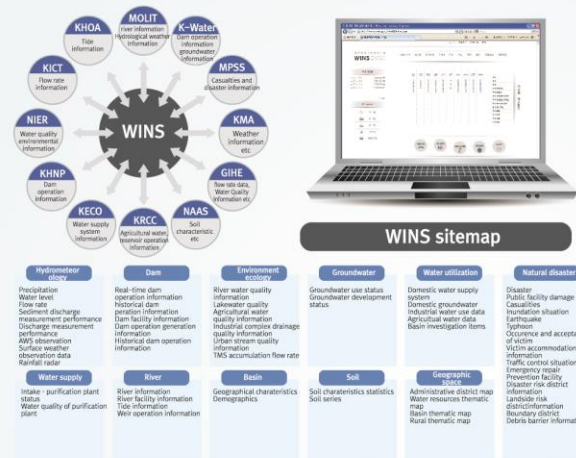 MOLIT
river information
Hydrological weather
information
K-Water
Dam operation
information
groundwater
information
MPSS
Casualties and
disaster information
KMA
Weather
information
etc
GIHE
flow rate data,
Water Quality
Information etc
NAAS
Soil
characteristic
etc
KRCC
Agricultural water,
reservoir operation
information
KECO
Water supply
system
information
KHNP
Dam
operation
information
NIER
Water quality
environmental
information
KICT
Flow rate
information
KHOA
Tide
information
WINS
WINS
WINS sitemap
Hydrometeor
ology
Precipitation
Water level
Flow rate
Sediment discharge
measurement performance
Discharge measurement
performance
AWS observation
Surface weather
observation data
Rainfall radar
Dam
Real-time dam
operation information
historical dam
peration information
Dam facility information
Dam operation generation
information
Historical dam operation
information
Environment
ecology
River water quality
information
Lakewater quality
Agricultural water
quality information
Industrial complex drainage
quality information
Urban stream quality
information
TMS accumulation flow rate
Groundwater
Groundwater use status
Groundwater development
status
Water utilization
Domestic water supply
system
Domestic groundwater
Industrial water use data
Agricultual water data
Basin investigation items
Natural disaster
Disaster
Public facility damage
Casualities
Inundation situation
Earthquake
Typhoon
Occurence and accepta
of victim
Victim accommodation
information
Traffic control situation
Emergency repair
Prevention facility
Disaster risk district
information
Landside risk
districtinformation
Boundary district
Debris barrier informat
Water supply
Intake · purification plant
status
Water quality of purification
plant
River
River information
River facility information
Tide information
Weir operation information
Basin
Geographical charateristics
Demographics
Soil
Soil charateristics statistics
Soil series
Geographic
space
Administrative district map
Water resources thematic
map
Basin thematic map
Rural thematic map